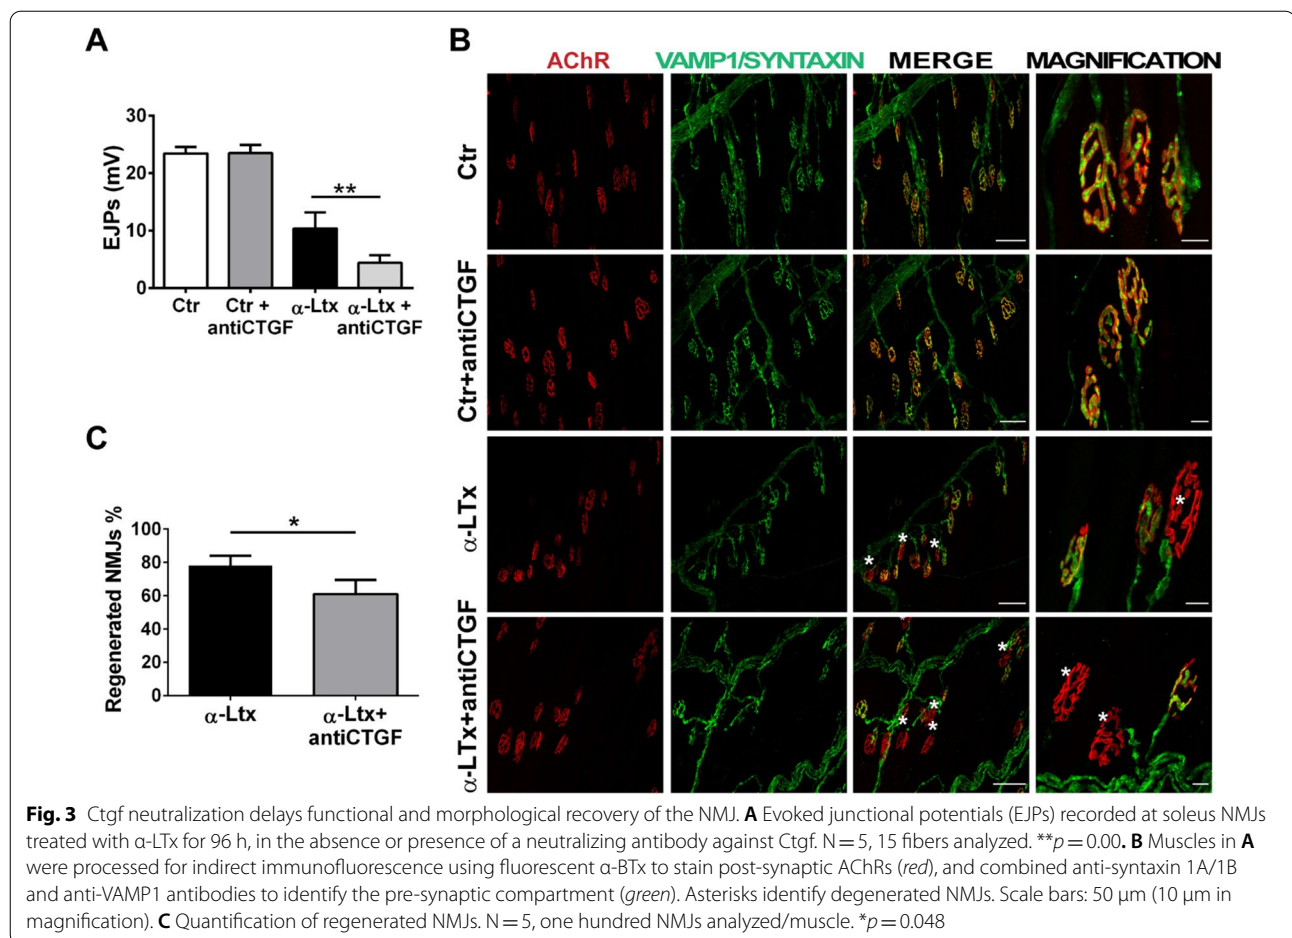 A
30
20
10
0
EJPs (mV)
**
Ctr
Ctr +
antiCTGF
α-Ltx
α-Ltx +
antiCTGF
B
AChR
VAMP1/SYNTAXIN
MERGE
MAGNIFICATION
Ctr
Ctr+antiCTGF
α-LTx
*
*
*
*
α-LTx+antiCTGF
*
*
*
*
*
*
C
100
80
60
40
20
0
Regenerated NMJs %
*
α-Ltx
α-Ltx+
antiCTGF
Fig. 3 Ctgf neutralization delays functional and morphological recovery of the NMJ. A Evoked junctional potentials (EJPs) recorded at soleus NMJs
treated with α-LTx for 96 h, in the absence or presence of a neutralizing antibody against Ctgf. N = 5, 15 fibers analyzed. **p = 0.00. B Muscles in A
were processed for indirect immunofluorescence using fluorescent α-BTx to stain post-synaptic AChRs (red), and combined anti-syntaxin 1A/1B
and anti-VAMP1 antibodies to identify the pre-synaptic compartment (green). Asterisks identify degenerated NMJs. Scale bars: 50 μm (10 μm in
magnification). C Quantification of regenerated NMJs. N = 5, one hundred NMJs analyzed/muscle. *p = 0.048